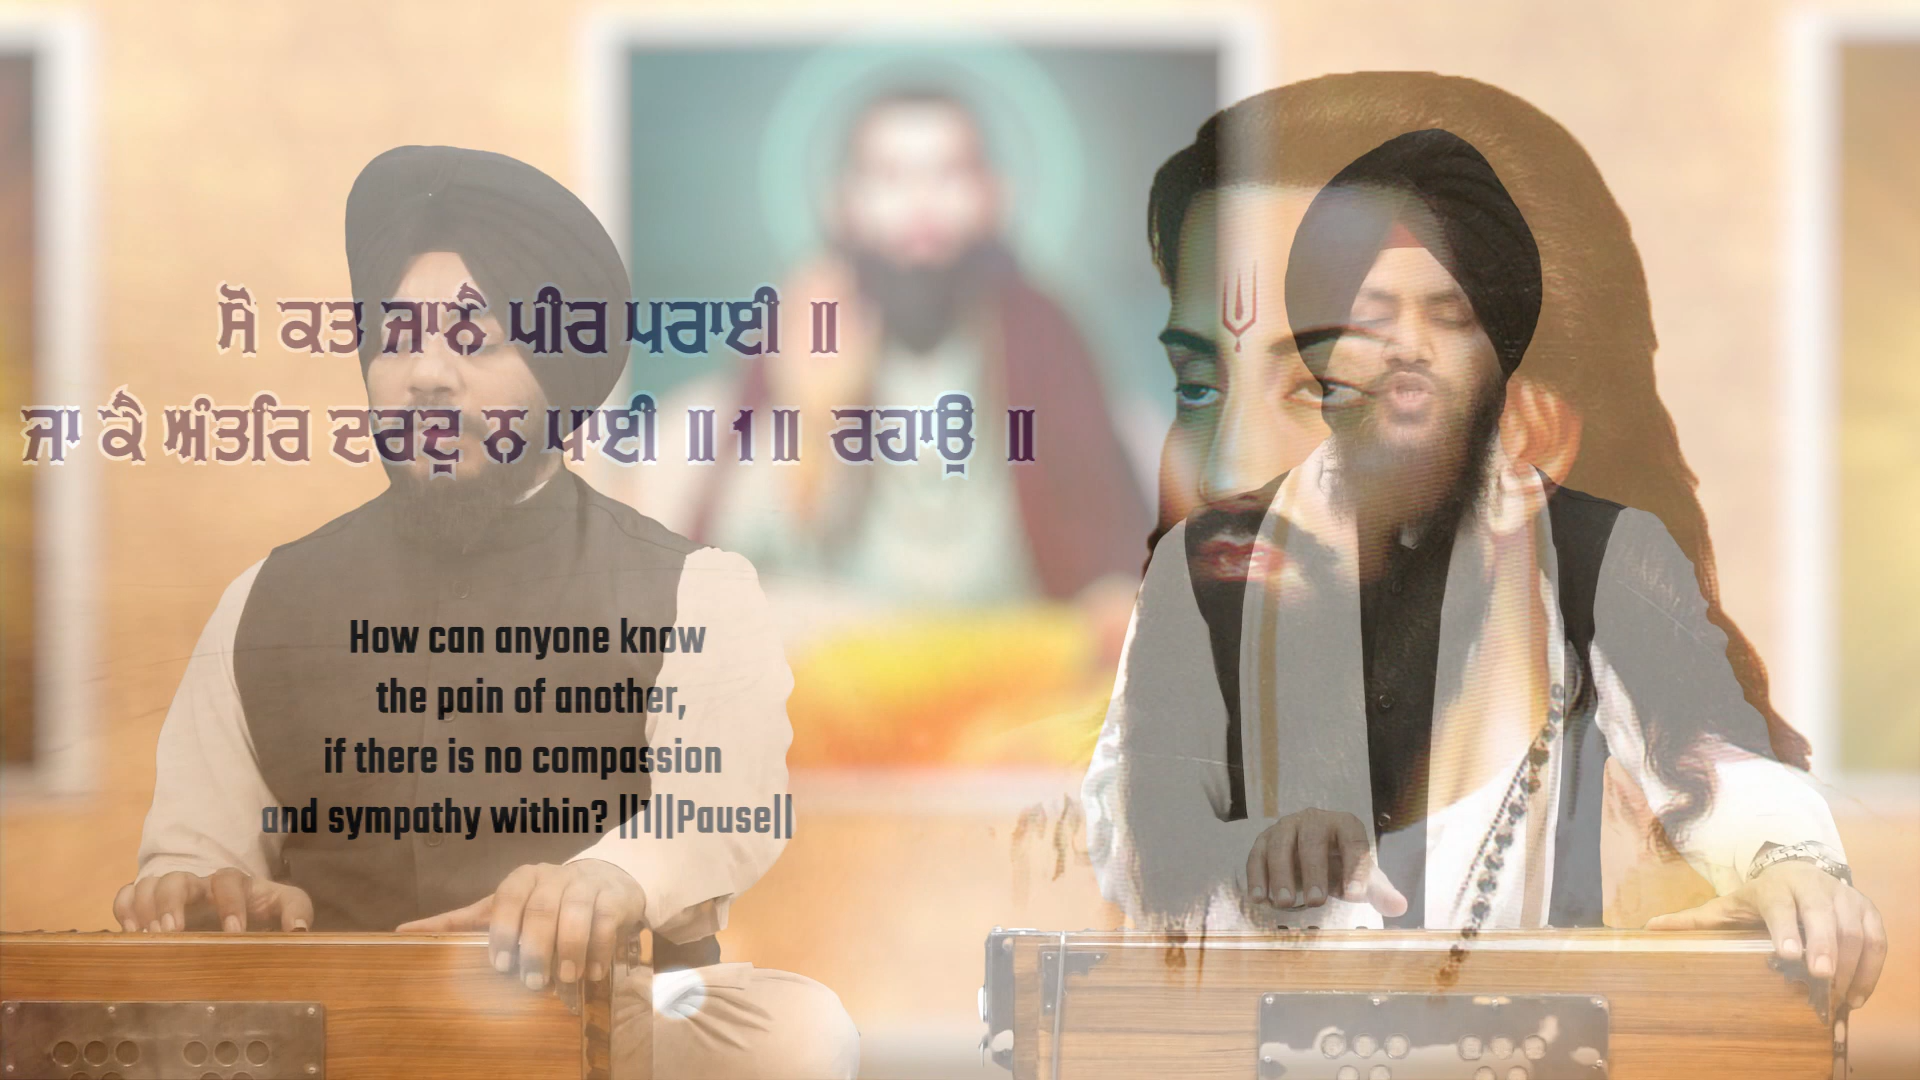 ਸੋ ਕਤ ਜਾਨੈ ਪੀਰ ਪਰਾਈ ॥
ਜਾ ਕੈ ਅੰਤਰਿ ਦਰਦੁ ਨ ਪਾਈ ॥੧॥ ਰਹਾਉ ॥
How can anyone know
the pain of another,
if there is no compassion
and sympathy within? ||1||Pause||